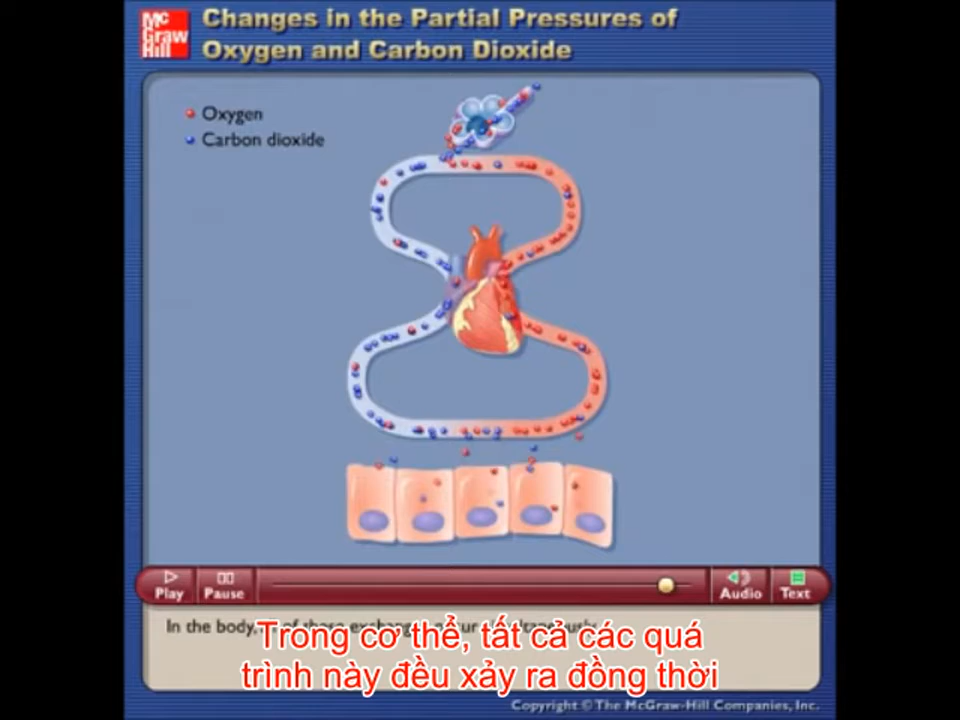 Mc
Graw
Hill
Changes in the Partial Pressures of
Oxygen and Carbon Dioxide
Oxygen
Carbon dioxide
Play
Pause
Audio
Text
In the body,
Trong cơ thể, tất cả các quá
trình này đều xảy ra đồng thời
Copyright © The McGraw-Hill Companies, Inc.